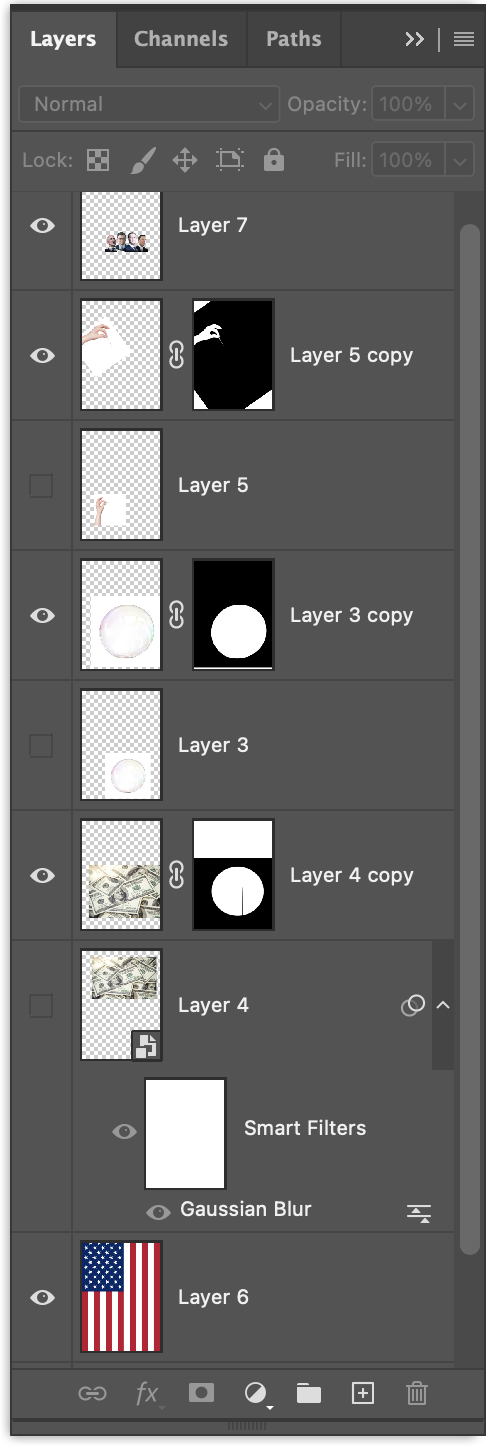 Layers Channels Paths
Normal Opacity: 100%
Lock: Fill: 100%
Layer 7
Layer 5 copy
Layer 5
Layer 3 copy
Layer 3
Layer 4 copy
Layer 4
Smart Filters
Gaussian Blur
Layer 6
fx